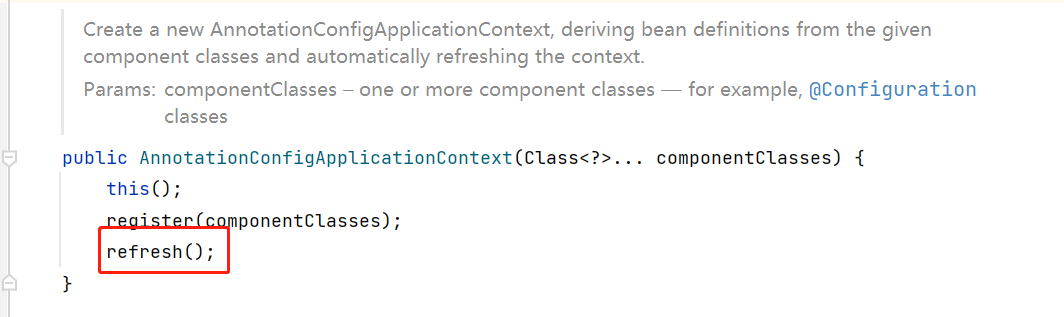 Create a new AnnotationConfigApplicationContext, deriving bean definitions from the given
component classes and automatically refreshing the context.
Params: componentClasses – one or more component classes — for example, @Configuration
classes
public AnnotationConfigApplicationContext(Class<?>... componentClasses) {
this();
register(componentClasses);
refresh();
}